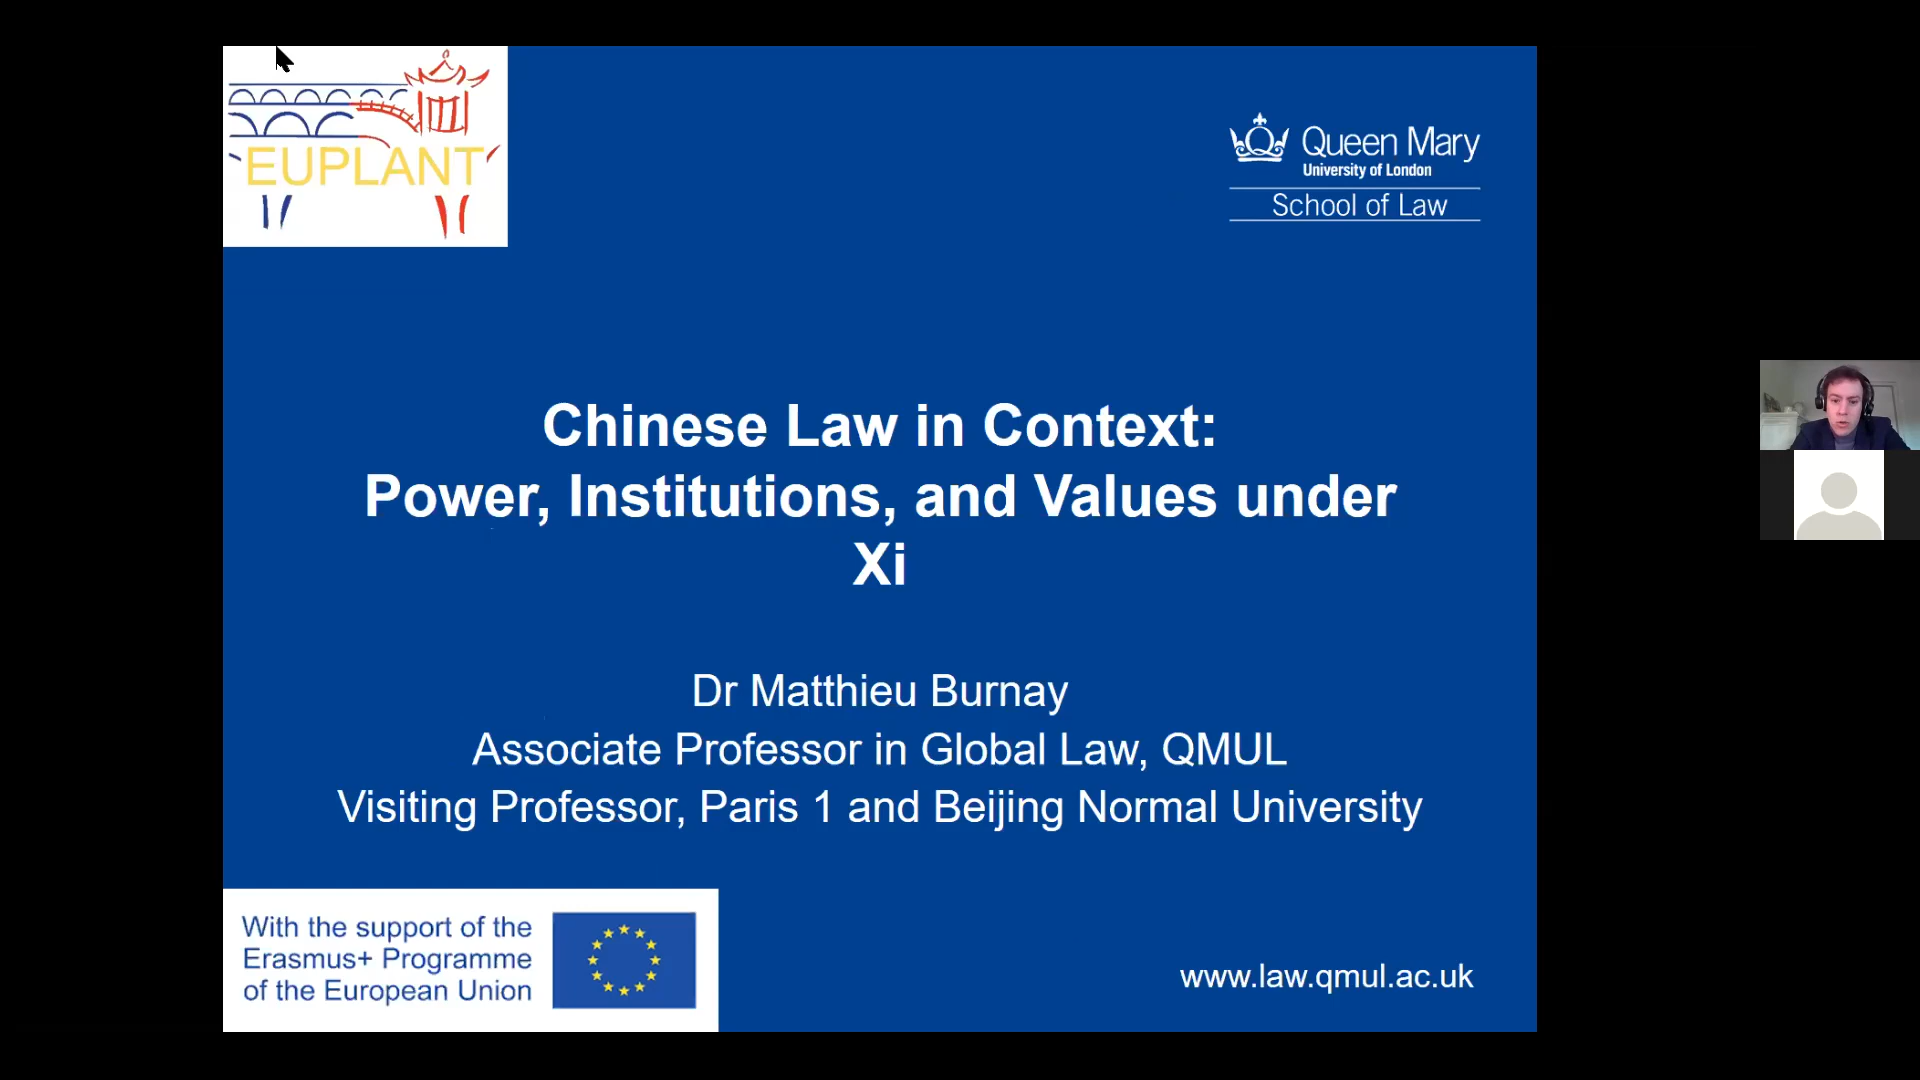 EUPLANT
Queen Mary
University of London
School of Law
Chinese Law in Context:
Power, Institutions, and Values under
Xi
Dr Matthieu Burnay
Associate Professor in Global Law, QMUL
Visiting Professor, Paris 1 and Beijing Normal University
With the support of the
Erasmus+ Programme
of the European Union
www.law.qmul.ac.uk